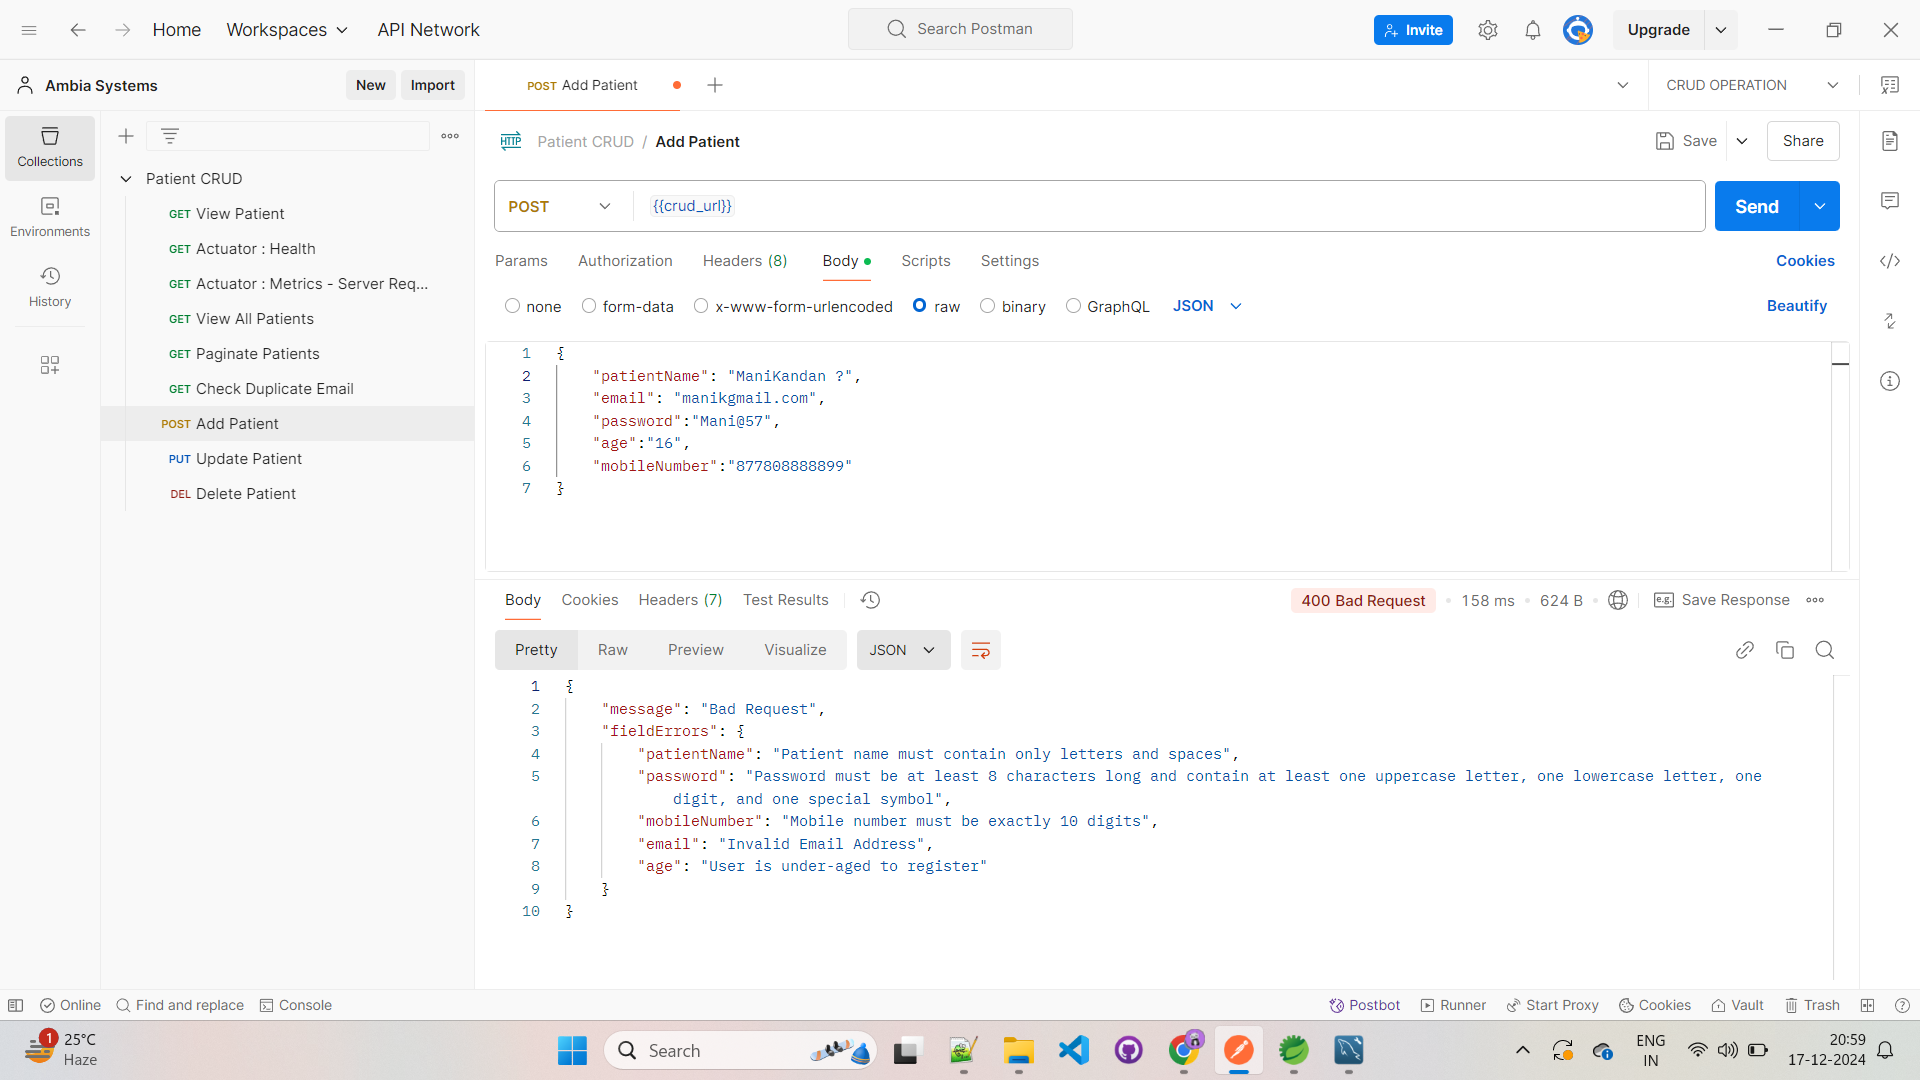 Home Workspaces API Network Search Postman Invite Upgrade
Ambia Systems New Import POST Add Patient CRUD OPERATION
Collections
Environments
History
Patient CRUD
GET View Patient
GET Actuator : Health
GET Actuator : Metrics - Server Req...
GET View All Patients
GET Paginate Patients
GET Check Duplicate Email
POST Add Patient
PUT Update Patient
DEL Delete Patient
HTTP Patient CRUD / Add Patient Save Share
POST {{crud_url}} Send
Params Authorization Headers (8) Body Scripts Settings Cookies
none form-data x-www-form-urlencoded raw binary GraphQL JSON Beautify
1 {
2 "patientName": "ManiKandan ?",
3 "email": "manikgmail.com",
4 "password":"Mani@57",
5 "age":"16",
6 "mobileNumber":"877808888899"
7 }
Body Cookies Headers (7) Test Results 400 Bad Request 158 ms 624 B e.g. Save Response
Pretty Raw Preview Visualize JSON
1 {
2 "message": "Bad Request",
3 "fieldErrors": {
4 "patientName": "Patient name must contain only letters and spaces",
5 "password": "Password must be at least 8 characters long and contain at least one uppercase letter, one lowercase letter, one
digit, and one special symbol",
6 "mobileNumber": "Mobile number must be exactly 10 digits",
7 "email": "Invalid Email Address",
8 "age": "User is under-aged to register"
9 }
10 }
Online Find and replace Console Postbot Runner Start Proxy Cookies Vault Trash
1 25°C
Haze
Search
ENG
IN
20:59
17-12-2024